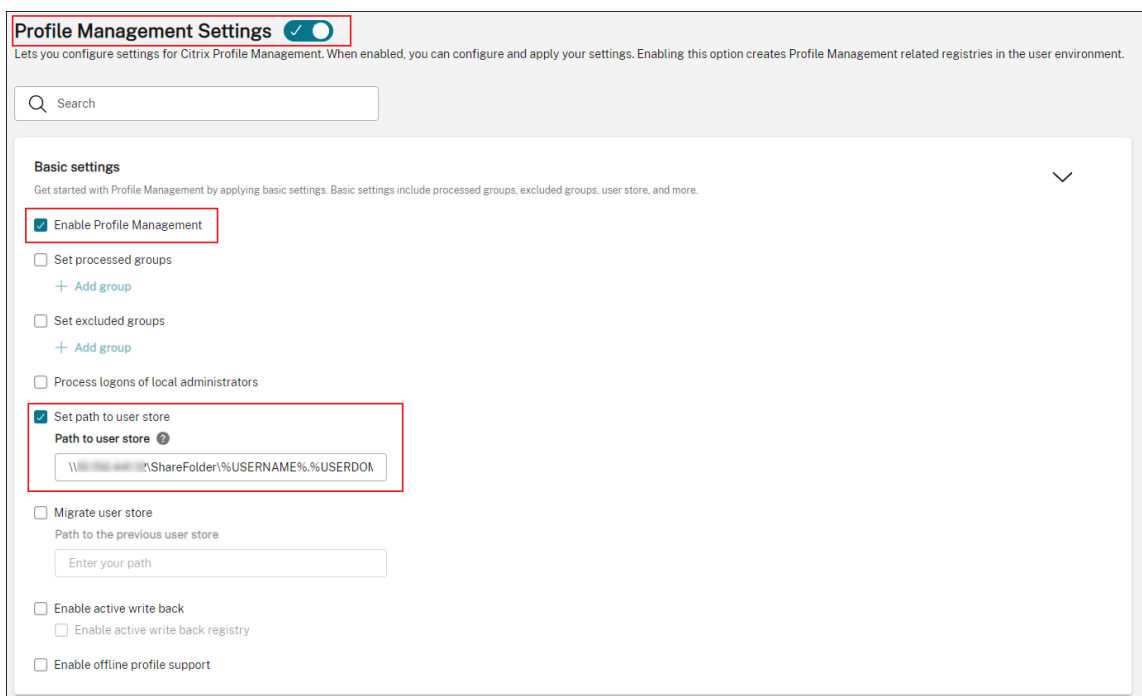 Profile Management Settings
Lets you configure settings for Citrix Profile Management. When enabled, you can configure and apply your settings. Enabling this option creates Profile Management related registries in the user environment.
Search
Basic settings
Get started with Profile Management by applying basic settings. Basic settings include processed groups, excluded groups, user store, and more.
Enable Profile Management
Set processed groups
+ Add group
Set excluded groups
+ Add group
Process logons of local administrators
Set path to user store
Path to user store ?
\\ \ShareFolder\%USERNAME%.%USERDOM
Migrate user store
Path to the previous user store
Enter your path
Enable active write back
Enable active write back registry
Enable offline profile support